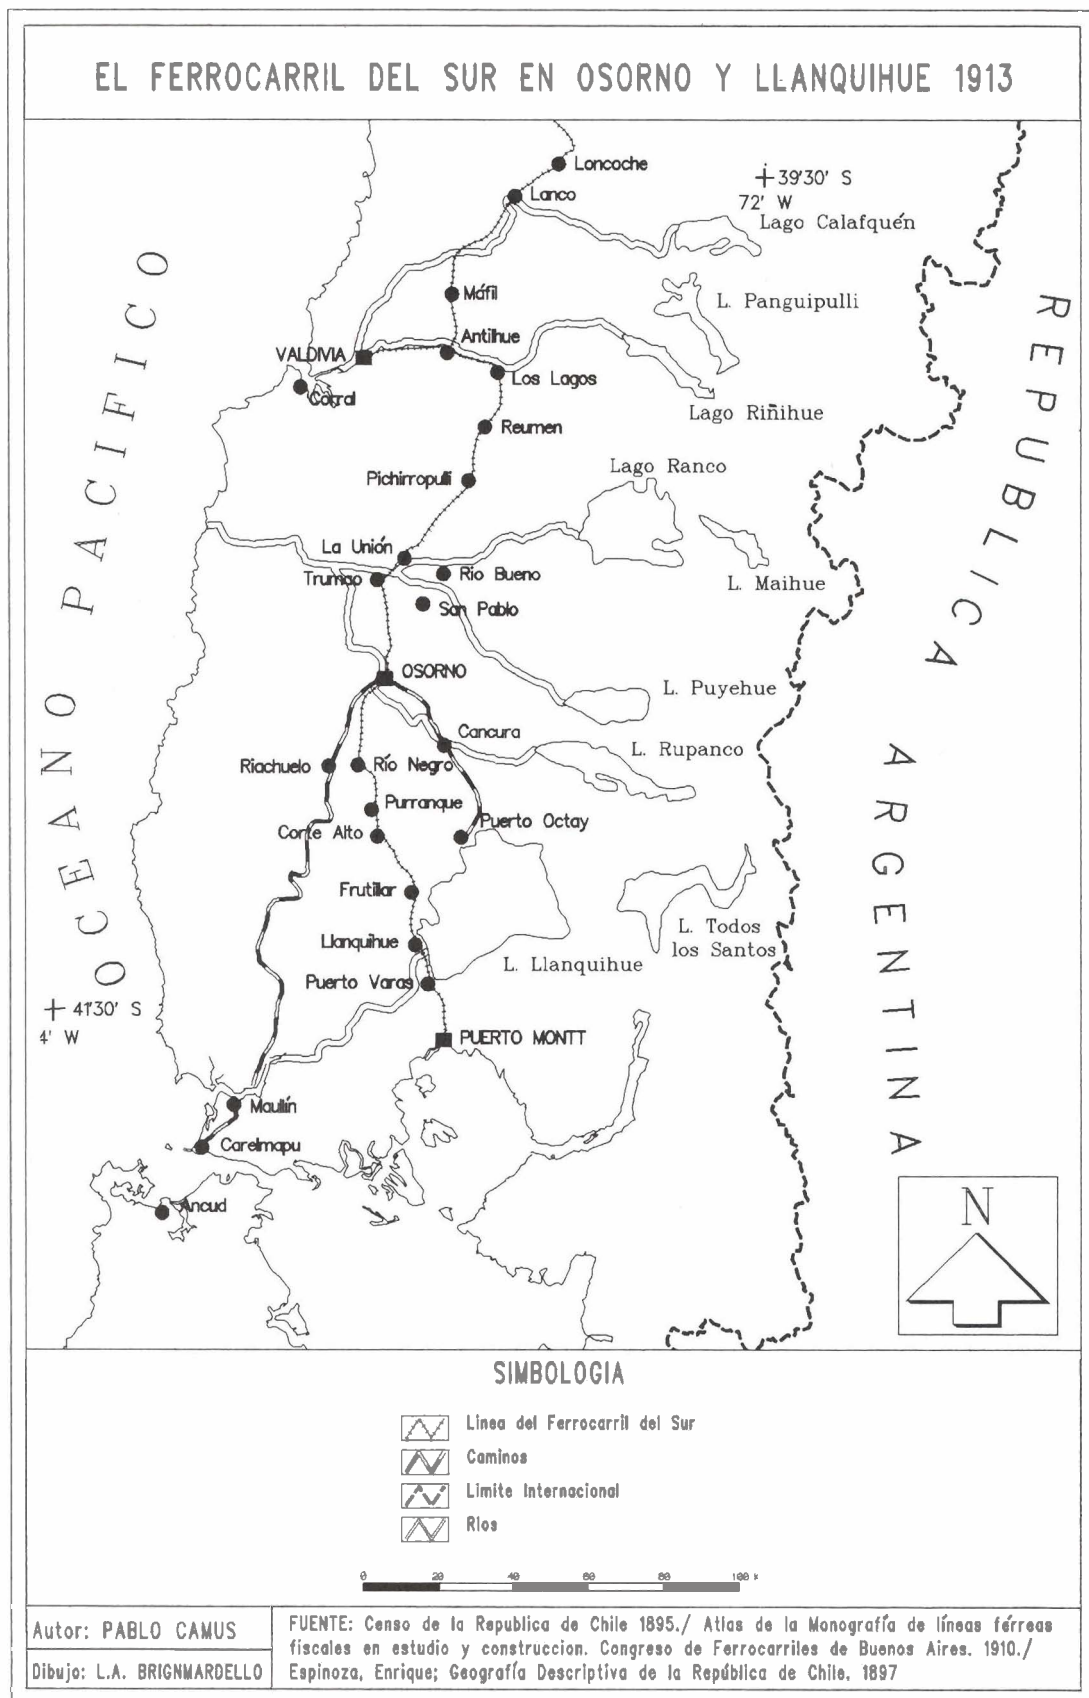 EL FERROCARRIL DEL SUR EN OSORNO Y LLANQUIHUE 1913
Loncoche
Lanco
39'30' S
72' W
Lago Calafquén
OCEANO PACIFICO
REPUBLICA ARGENTINA
Máfil
L. Panguipulli
Antilhue
VALDIVIA
Los Lagos
Corral
Lago Riñihue
Reumen
Lago Ranco
Pichirropulli
La Unión
Trumao
Rio Bueno
L. Maihue
San Pablo
OSORNO
L. Puyehue
Cancura
L. Rupanco
Riachuelo
Río Negro
Purranque
Puerto Octay
Corte Alto
Frutillar
L. Todos
los Santos
Llanquihue
L. Llanquihue
Puerto Varas
41'30' S
4' W
PUERTO MONTT
Maullín
Carelmapu
Ancud
N
SIMBOLOGIA
Linea del Ferrocarril del Sur
Caminos
Limite Internacional
Rios
0 20 40 60 80 100 K
Autor: PABLO CAMUS
Dibujo: L.A. BRIGNMARDELLO
FUENTE: Censo de la Republica de Chile 1895./ Atlas de la Monografía de líneas férreas
fiscales en estudio y construccion. Congreso de Ferrocarriles de Buenos Aires. 1910./
Espinoza, Enrique; Geografía Descriptiva de la República de Chile, 1897